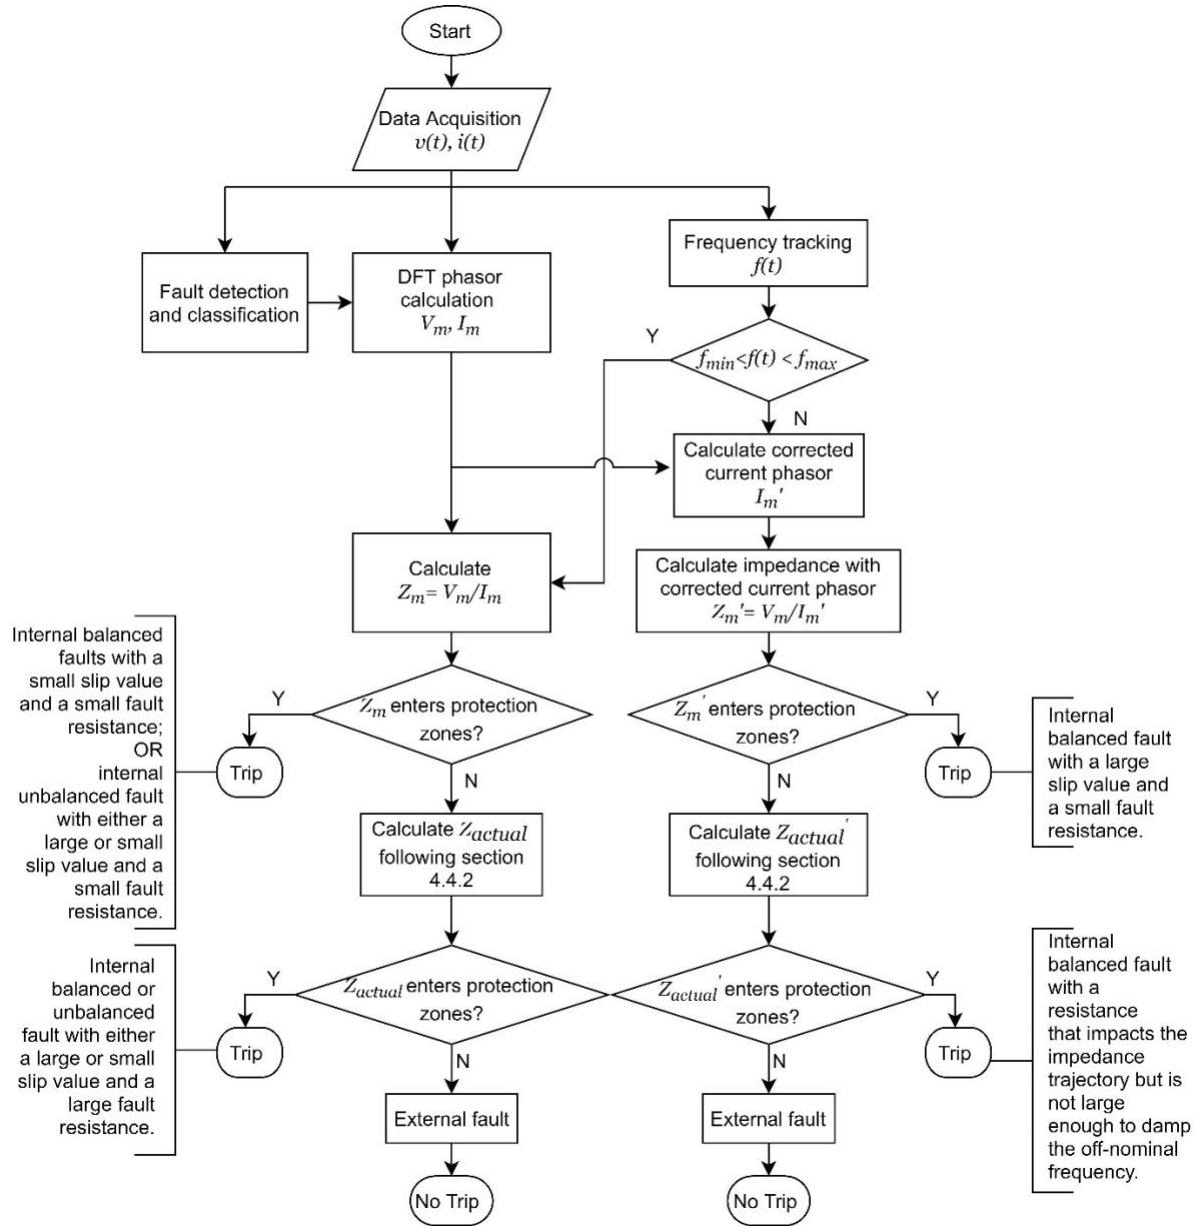 Start
Data Acquisition
v(t), i(t)
Frequency tracking
f(t)
Fault detection
and classification
DFT phasor
calculation
Vm, Im
Y
fmin<f(t) < fmax
N
Calculate corrected
current phasor
Im'
Calculate
Zm= Vm/Im
Calculate impedance with
corrected current phasor
Zm'= Vm/Im'
Internal balanced
faults with a
small slip value
and a small fault
resistance;
OR
internal
unbalanced fault
with either a
large or small
slip value and a
small fault
resistance.
Y
Trip
Zm enters protection
zones?
N
Zm' enters protection
zones?
N
Y
Trip
Internal
balanced fault
with a large
slip value and
a small fault
resistance.
Calculate Zactual
following section
4.4.2
Calculate Zactual'
following section
4.4.2
Internal
balanced or
unbalanced
fault with either
a large or small
slip value and a
large fault
resistance.
Y
Trip
Zactual enters protection
zones?
N
Zactual' enters protection
zones?
N
Y
Trip
Internal
balanced fault
with a
resistance
that impacts the
impedance
trajectory but is
not large
enough to damp
the off-nominal
frequency.
External fault
External fault
No Trip
No Trip